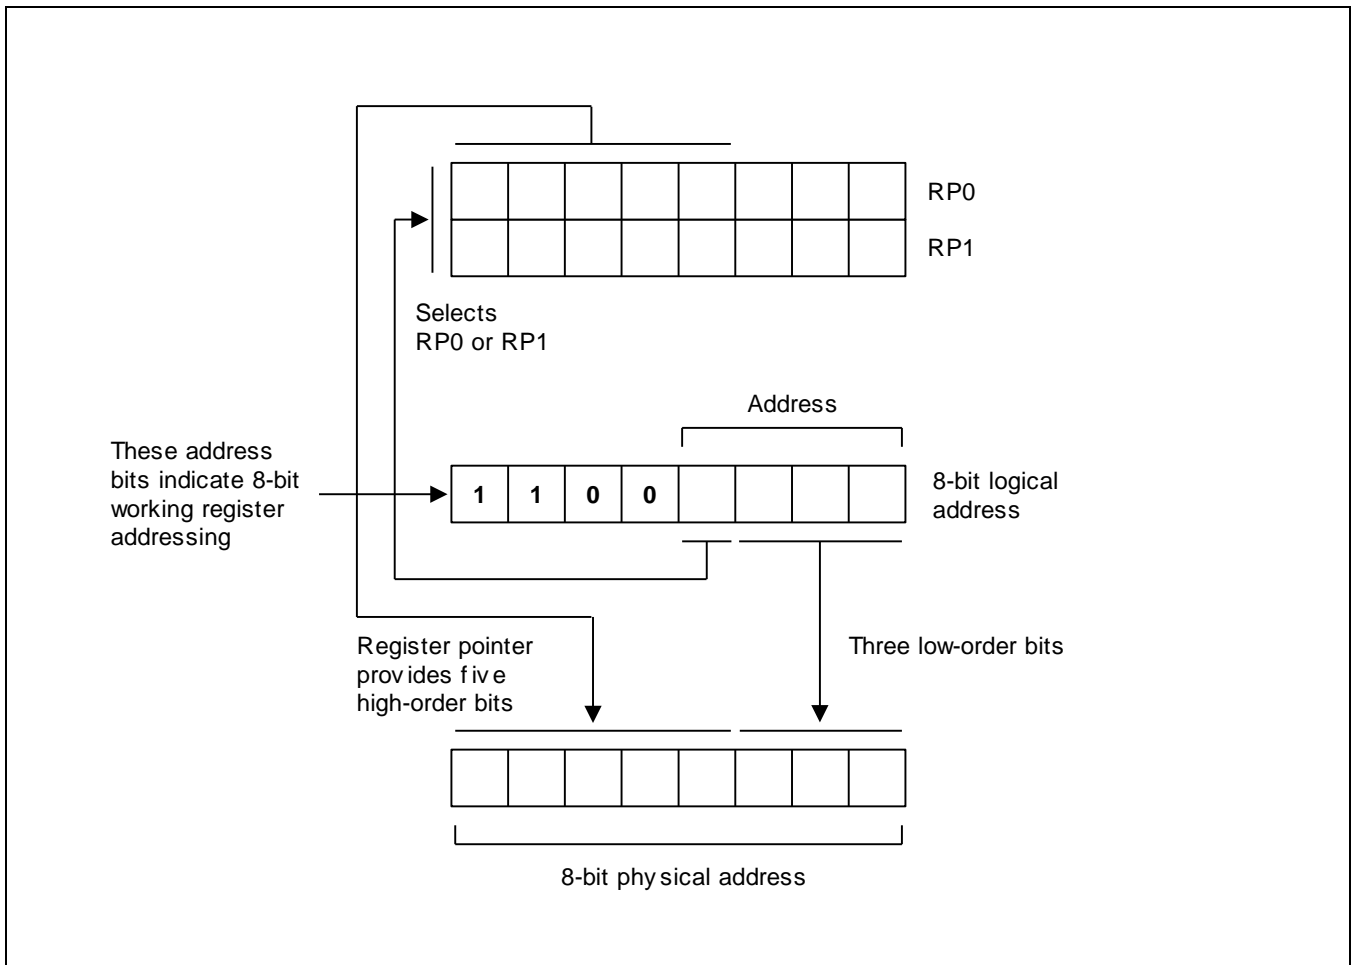 RP0
RP1
Selects
RP0 or RP1
Address
These address
bits indicate 8-bit
working register
addressing
1 1 0 0
8-bit logical
address
Register pointer
provides five
high-order bits
Three low-order bits
8-bit physical address